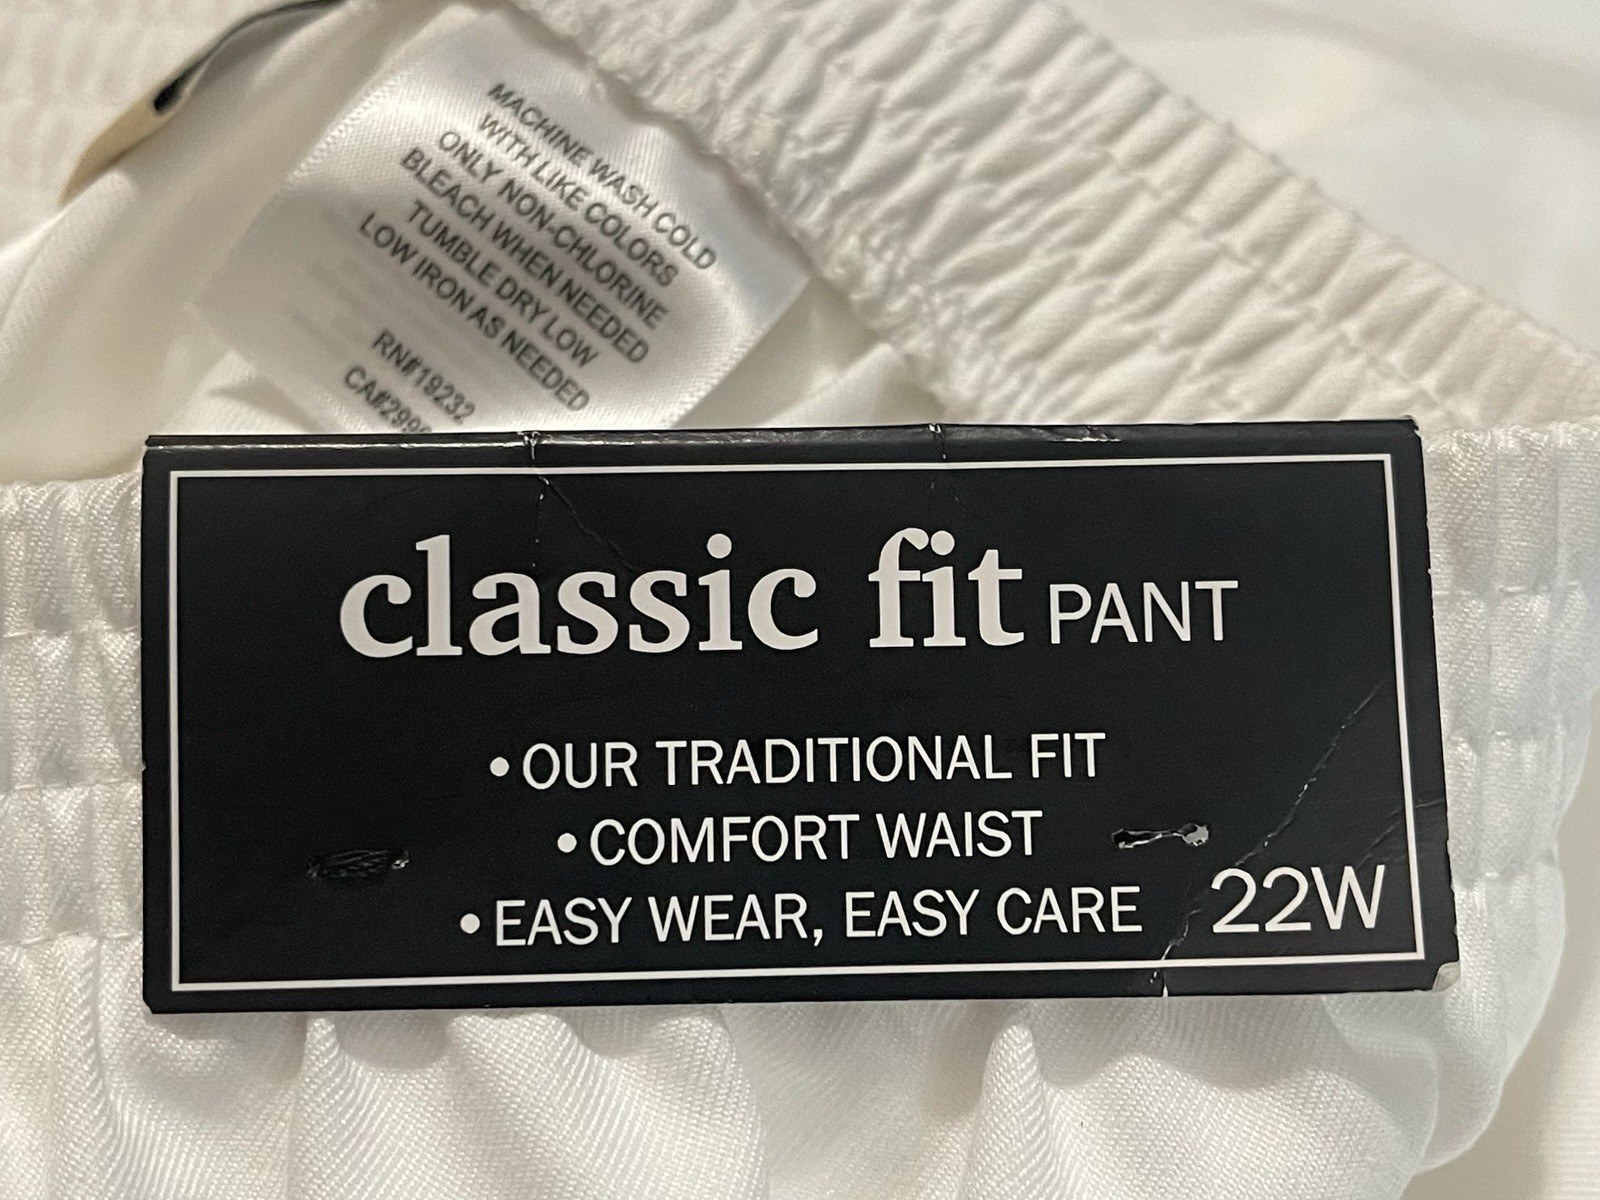 MACHINE WASH COLD
WITH LIKE COLORS
ONLY NON-CHLORINE
BLEACH WHEN NEEDED
TUMBLE DRY LOW
LOW IRON AS NEEDED
RN#19232
classic fit PANT
• OUR TRADITIONAL FIT
• COMFORT WAIST
• EASY WEAR, EASY CARE
22W